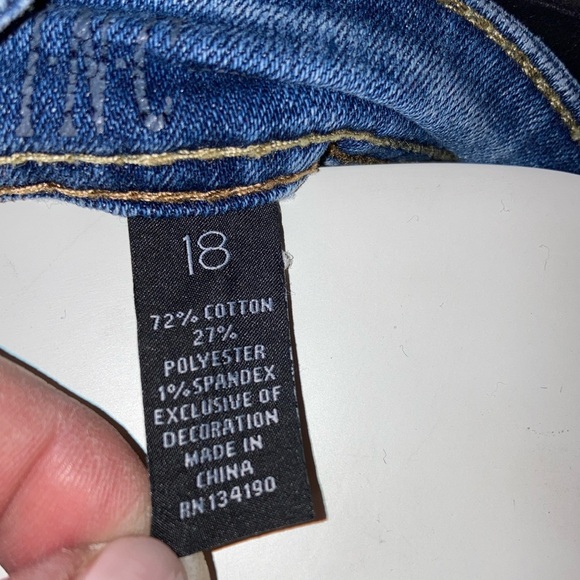 18
72% COTTON
27%
POLYESTER
1% SPANDEX
EXCLUSIVE OF
DECORATION
MADE IN
CHINA
RN 134190